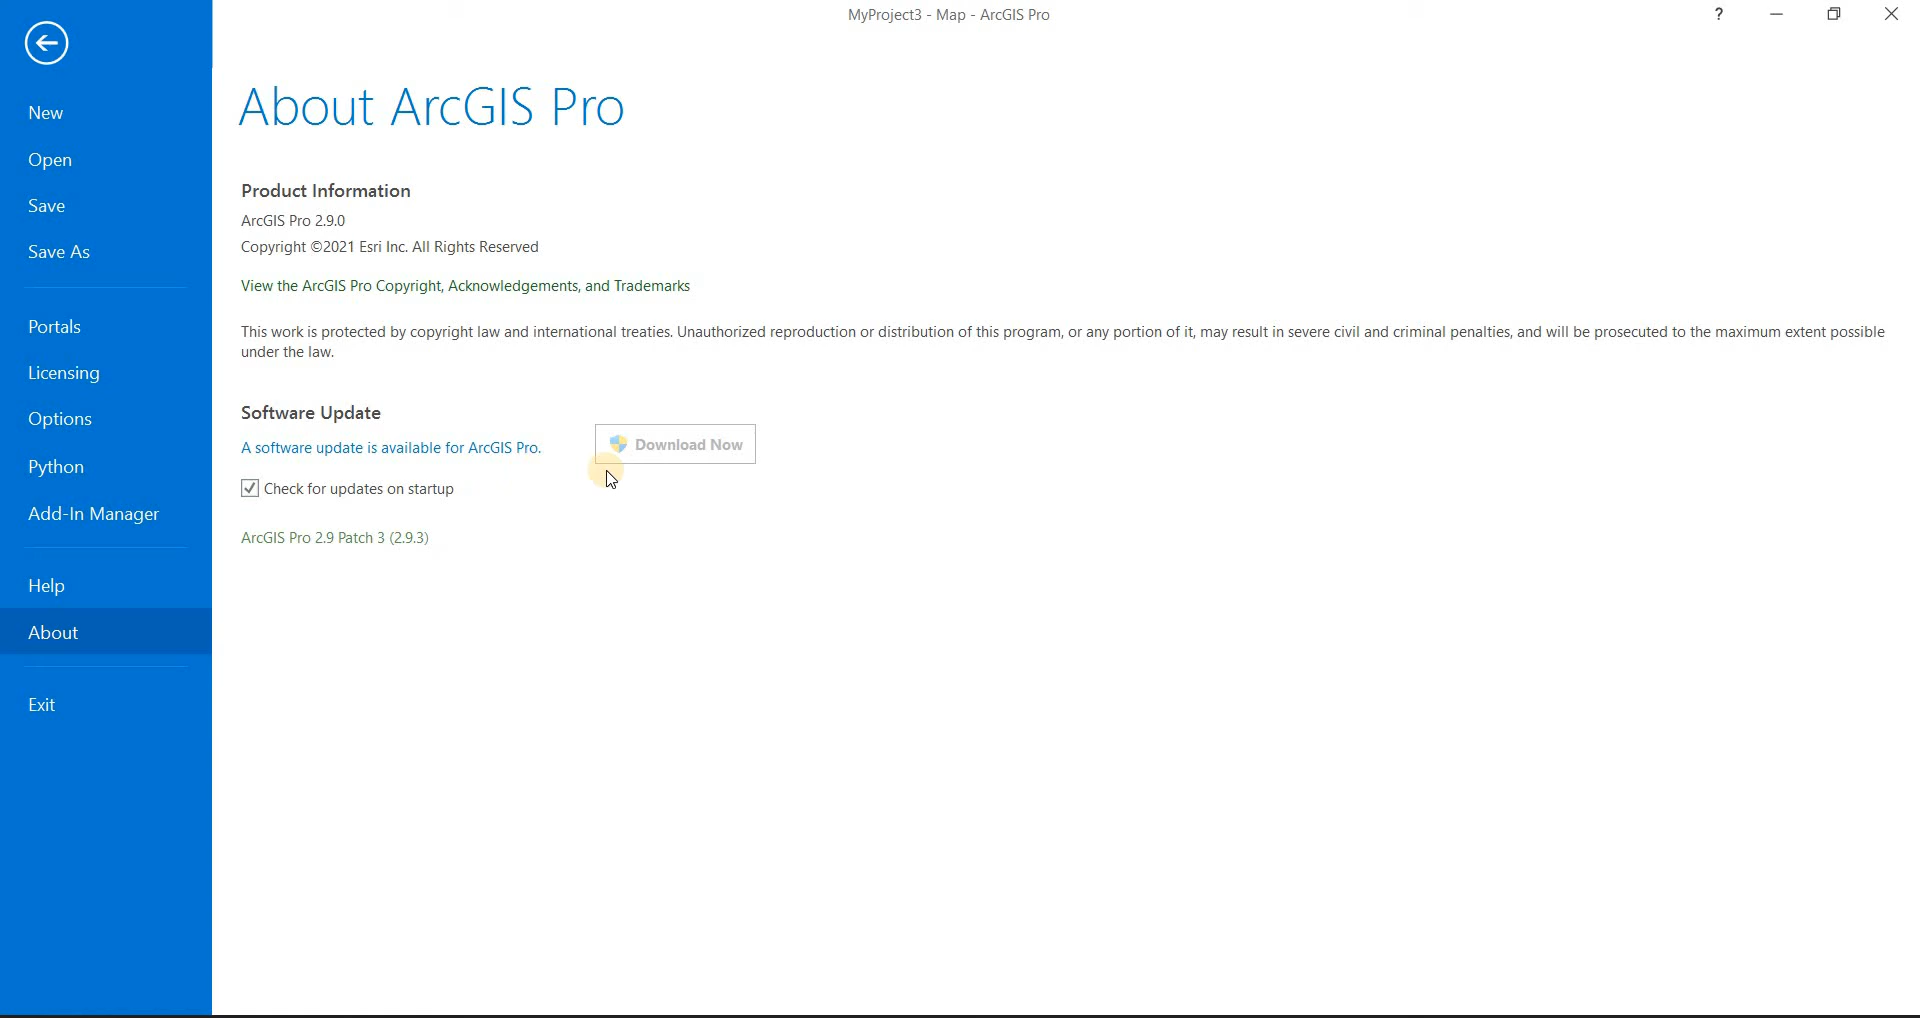 MyProject3 - Map - ArcGIS Pro
?
New
Open
Save
Save As
Portals
Licensing
Options
Python
Add-In Manager
Help
About
Exit
About ArcGIS Pro
Product Information
ArcGIS Pro 2.9.0
Copyright ©2021 Esri Inc. All Rights Reserved
View the ArcGIS Pro Copyright, Acknowledgements, and Trademarks
This work is protected by copyright law and international treaties. Unauthorized reproduction or distribution of this program, or any portion of it, may result in severe civil and criminal penalties, and will be prosecuted to the maximum extent possible
under the law.
Software Update
A software update is available for ArcGIS Pro.
Download Now
Check for updates on startup
ArcGIS Pro 2.9 Patch 3 (2.9.3)